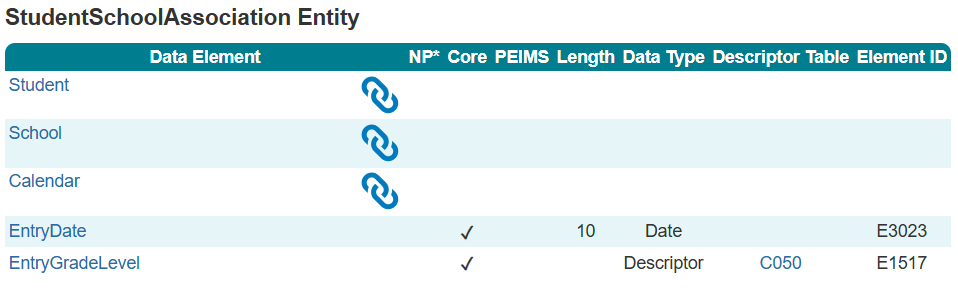 StudentSchoolAssociation Entity
Data Element NP* Core PEIMS Length Data Type Descriptor Table Element ID
Student
School
Calendar
EntryDate ✓ 10 Date E3023
EntryGradeLevel ✓ Descriptor C050 E1517